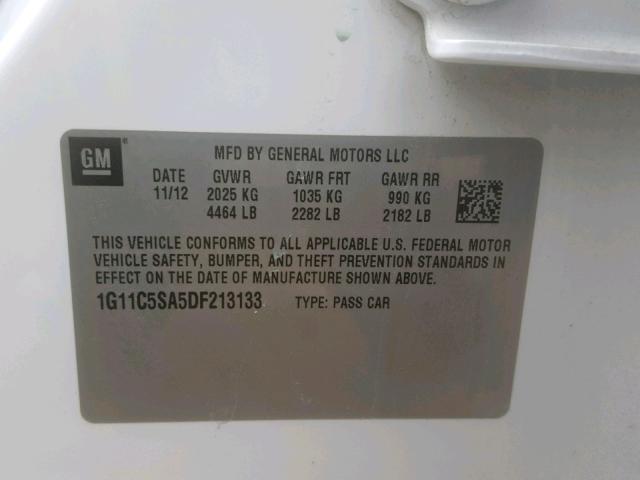 GM ®
MFD BY GENERAL MOTORS LLC
DATE GVWR GAWR FRT GAWR RR
11/12 2025 KG 1035 KG 990 KG
4464 LB 2282 LB 2182 LB
THIS VEHICLE CONFORMS TO ALL APPLICABLE U.S. FEDERAL MOTOR
VEHICLE SAFETY, BUMPER, AND THEFT PREVENTION STANDARDS IN
EFFECT ON THE DATE OF MANUFACTURE SHOWN ABOVE.
1G11C5SA5DF213133 TYPE: PASS CAR